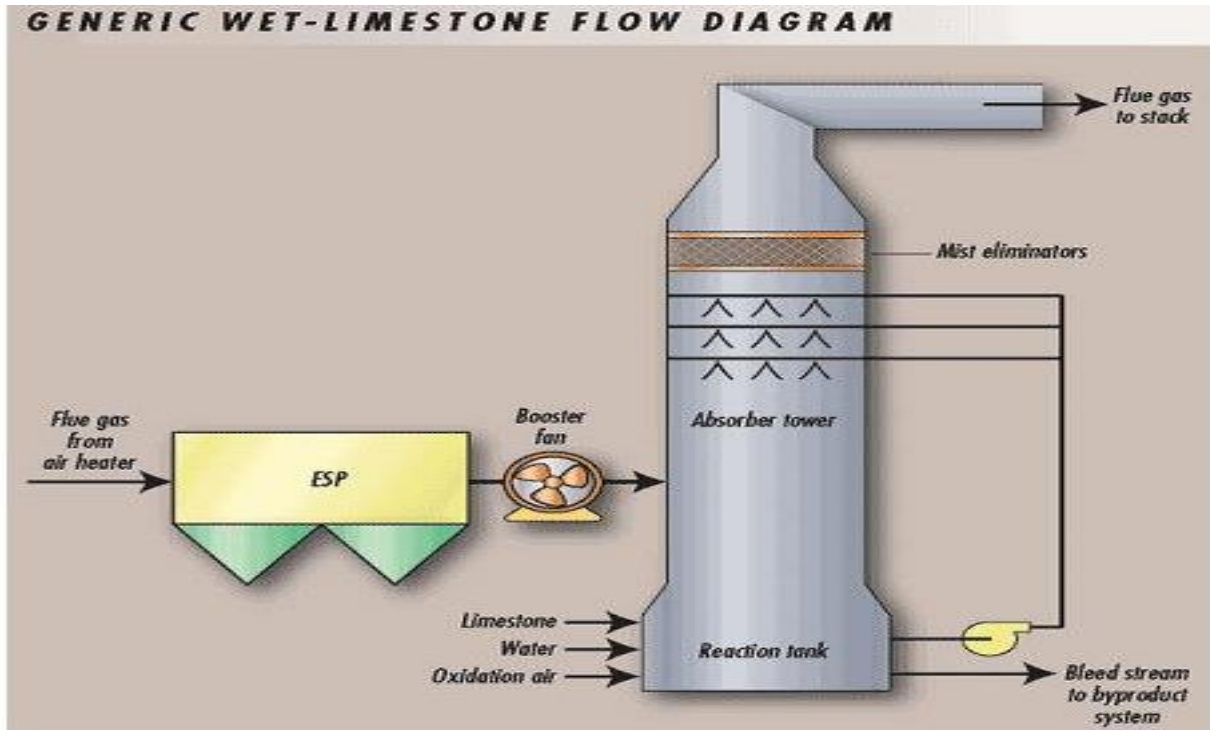 GENERIC WET-LIMESTONE FLOW DIAGRAM
Flue gas
to stack
Mist eliminators
Absorber tower
Flue gas
from
air heater
Booster
fan
ESP
Limestone
Water
Oxidation air
Reaction tank
Bleed stream
to byproduct
system